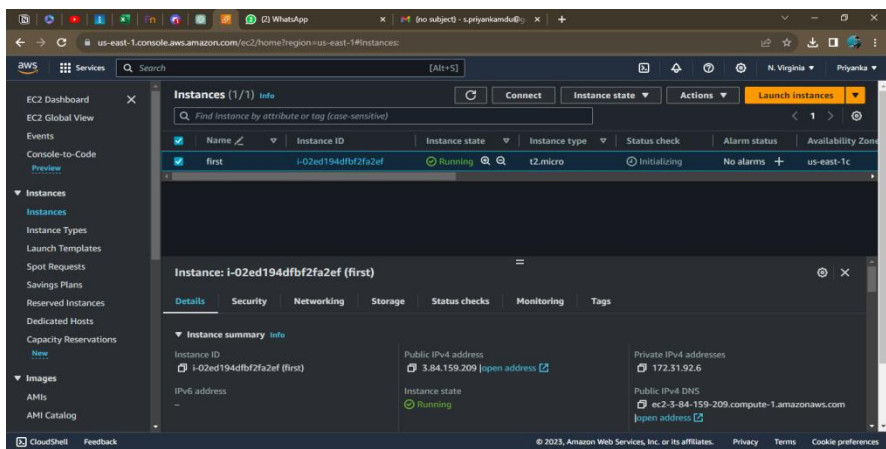 (2) WhatsApp
(no subject) - s.priyankamdu@g
us-east-1.console.aws.amazon.com/ec2/home?region=us-east-1#Instances:
aws Services Search [Alt+S] N. Virginia Priyanka
EC2 Dashboard
EC2 Global View
Events
Console-to-Code
Preview
Instances
Instances
Instance Types
Launch Templates
Spot Requests
Savings Plans
Reserved Instances
Dedicated Hosts
Capacity Reservations
New
Images
AMIs
AMI Catalog
Instances (1/1) Info Connect Instance state Actions Launch instances
Find Instance by attribute or tag (case-sensitive) 1
Name Instance ID Instance state Instance type Status check Alarm status Availability Zone
first i-02ed194dfbf2fa2ef Running t2.micro Initializing No alarms + us-east-1c
Instance: i-02ed194dfbf2fa2ef (first)
Details Security Networking Storage Status checks Monitoring Tags
Instance summary Info
Instance ID Public IPv4 address Private IPv4 addresses
i-02ed194dfbf2fa2ef (first) 3.84.159.209 |open address 172.31.92.6
IPv6 address Instance state Public IPv4 DNS
– Running ec2-3-84-159-209.compute-1.amazonaws.com
|open address
CloudShell Feedback © 2023, Amazon Web Services, Inc. or its affiliates. Privacy Terms Cookie preferences